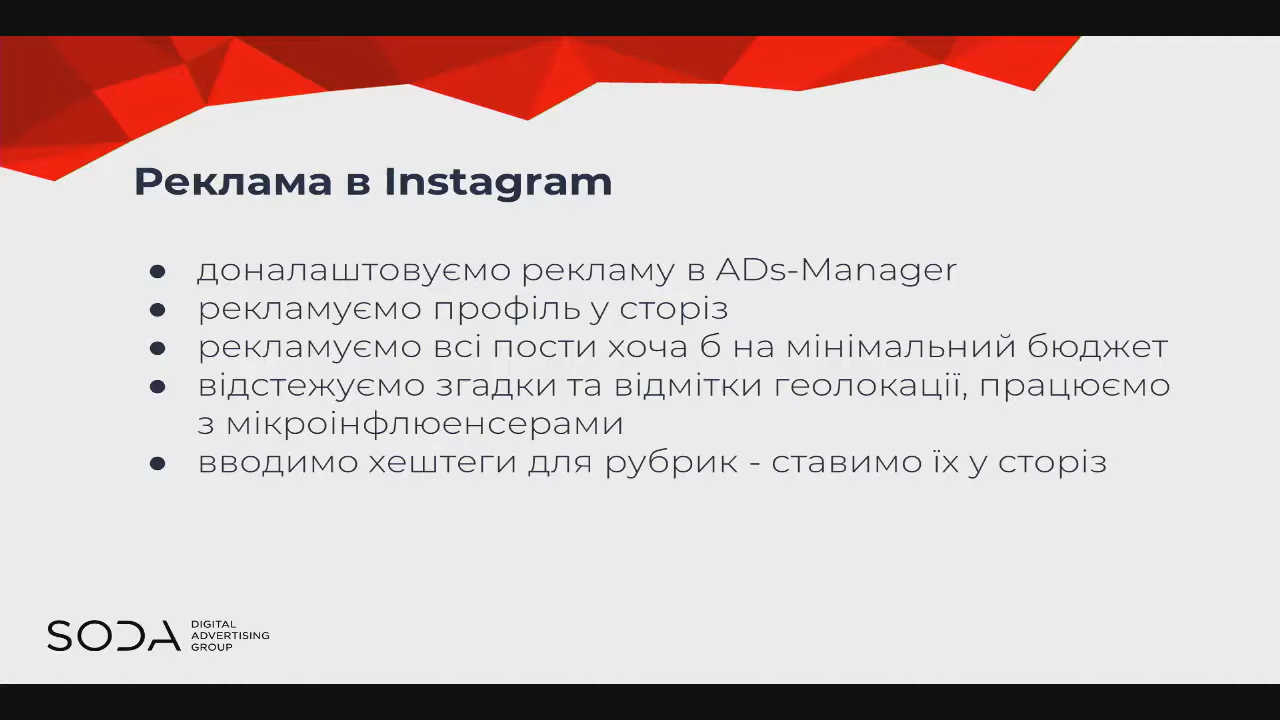 Реклама в Instagram
● доналаштовуємо рекламу в ADs-Manager
● рекламуємо профіль у сторіз
● рекламуємо всі пости хоча б на мінімальний бюджет
● відстежуємо згадки та відмітки геолокації, працюємо
з мікроінфлюенсерами
● вводимо хештеги для рубрик - ставимо їх у сторіз
SODA DIGITAL
ADVERTISING
GROUP